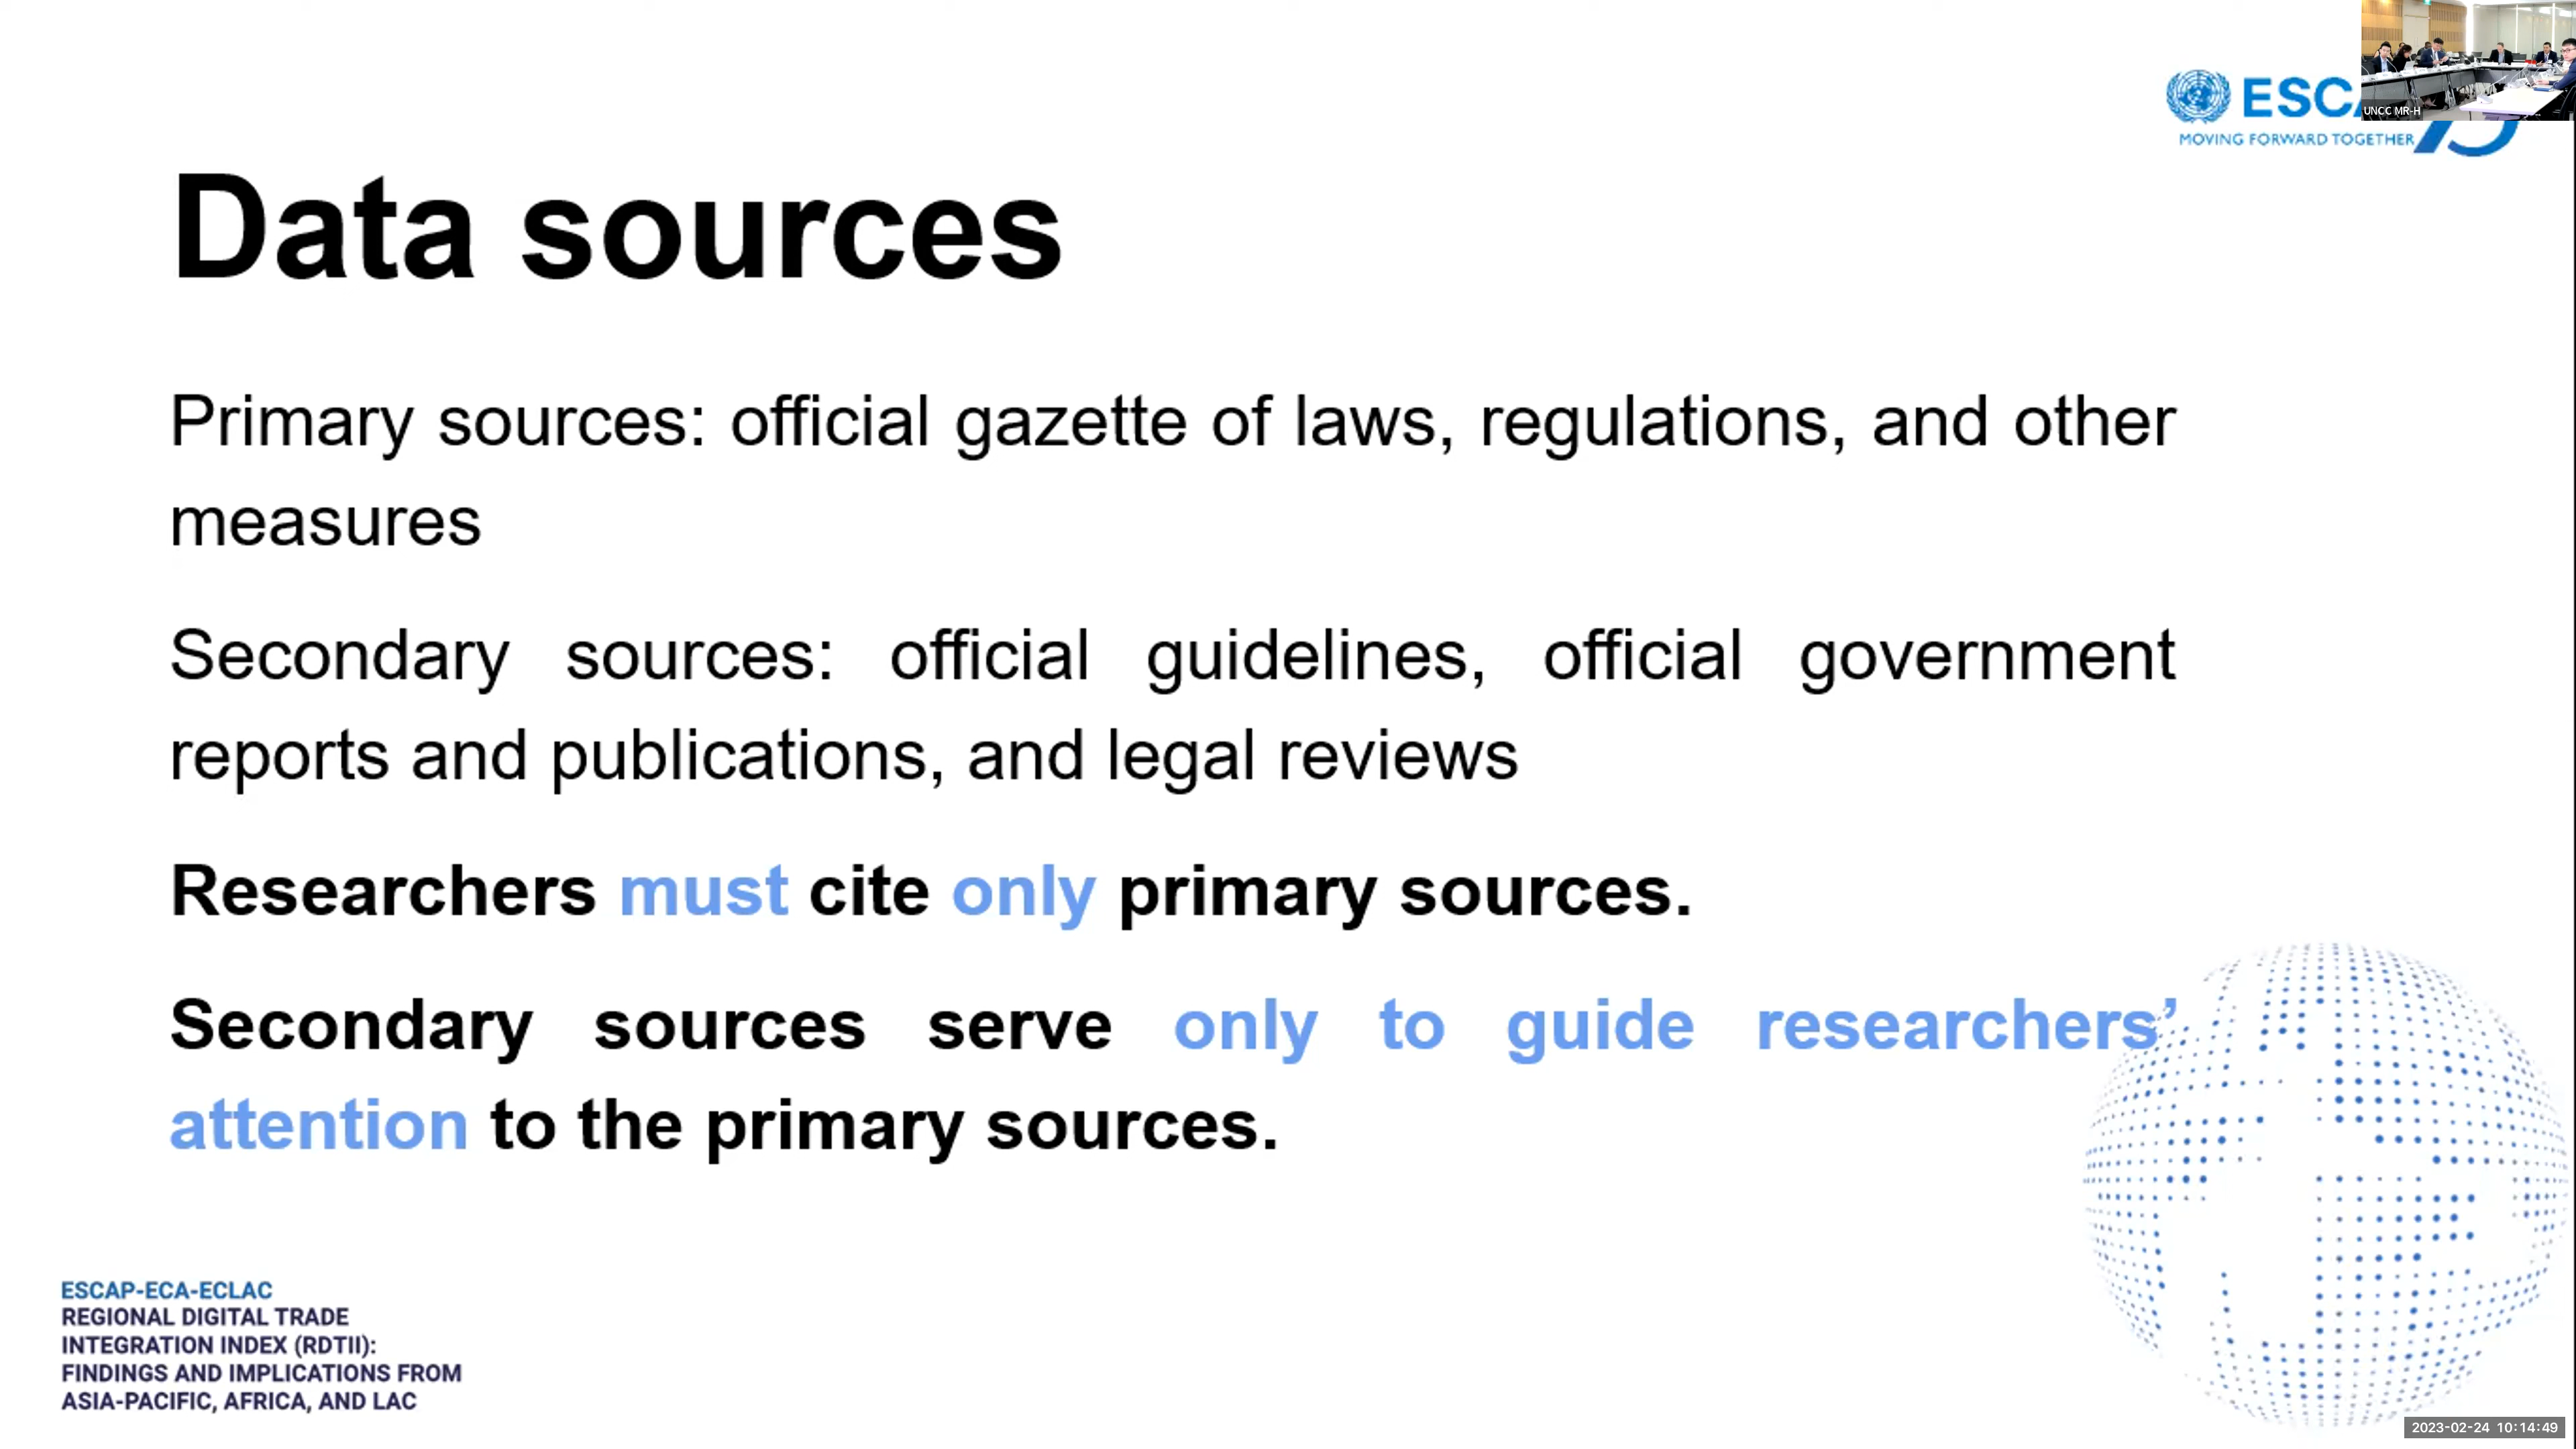 ESC
MOVING FORWARD TOGETHER
UNCC MR-H
Data sources
Primary sources: official gazette of laws, regulations, and other
measures
Secondary sources: official guidelines, official government
reports and publications, and legal reviews
Researchers must cite only primary sources.
Secondary sources serve only to guide researchers’
attention to the primary sources.
ESCAP-ECA-ECLAC
REGIONAL DIGITAL TRADE
INTEGRATION INDEX (RDTII):
FINDINGS AND IMPLICATIONS FROM
ASIA-PACIFIC, AFRICA, AND LAC
2023-02-24 10:14:49